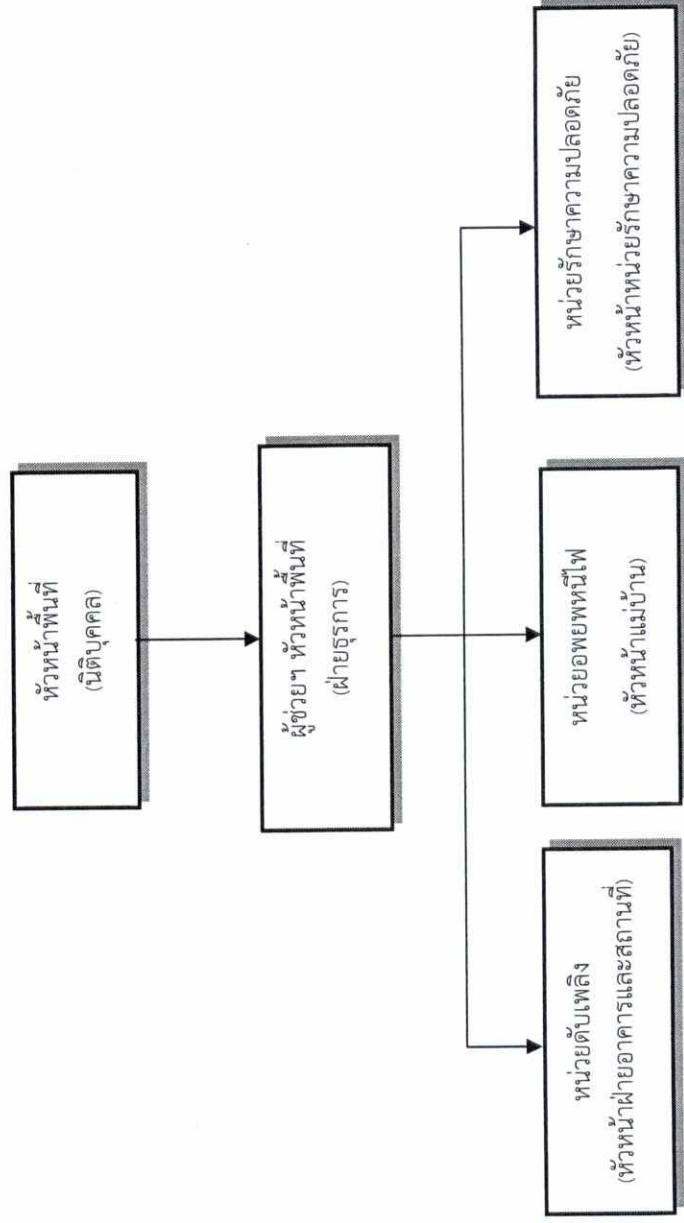 หัวหน้าพื้นที่
(นิติบุคคล)
ผู้ช่วยฯ หัวหน้าพื้นที่
(ฝ่ายธุรการ)
หน่วยดับเพลิง
(หัวหน้าฝ่ายอาคารและสถานที่)
หน่วยอพยพหนีไฟ
(หัวหน้าแม่บ้าน)
หน่วยรักษาความปลอดภัย
(หัวหน้าหน่วยรักษาความปลอดภัย)